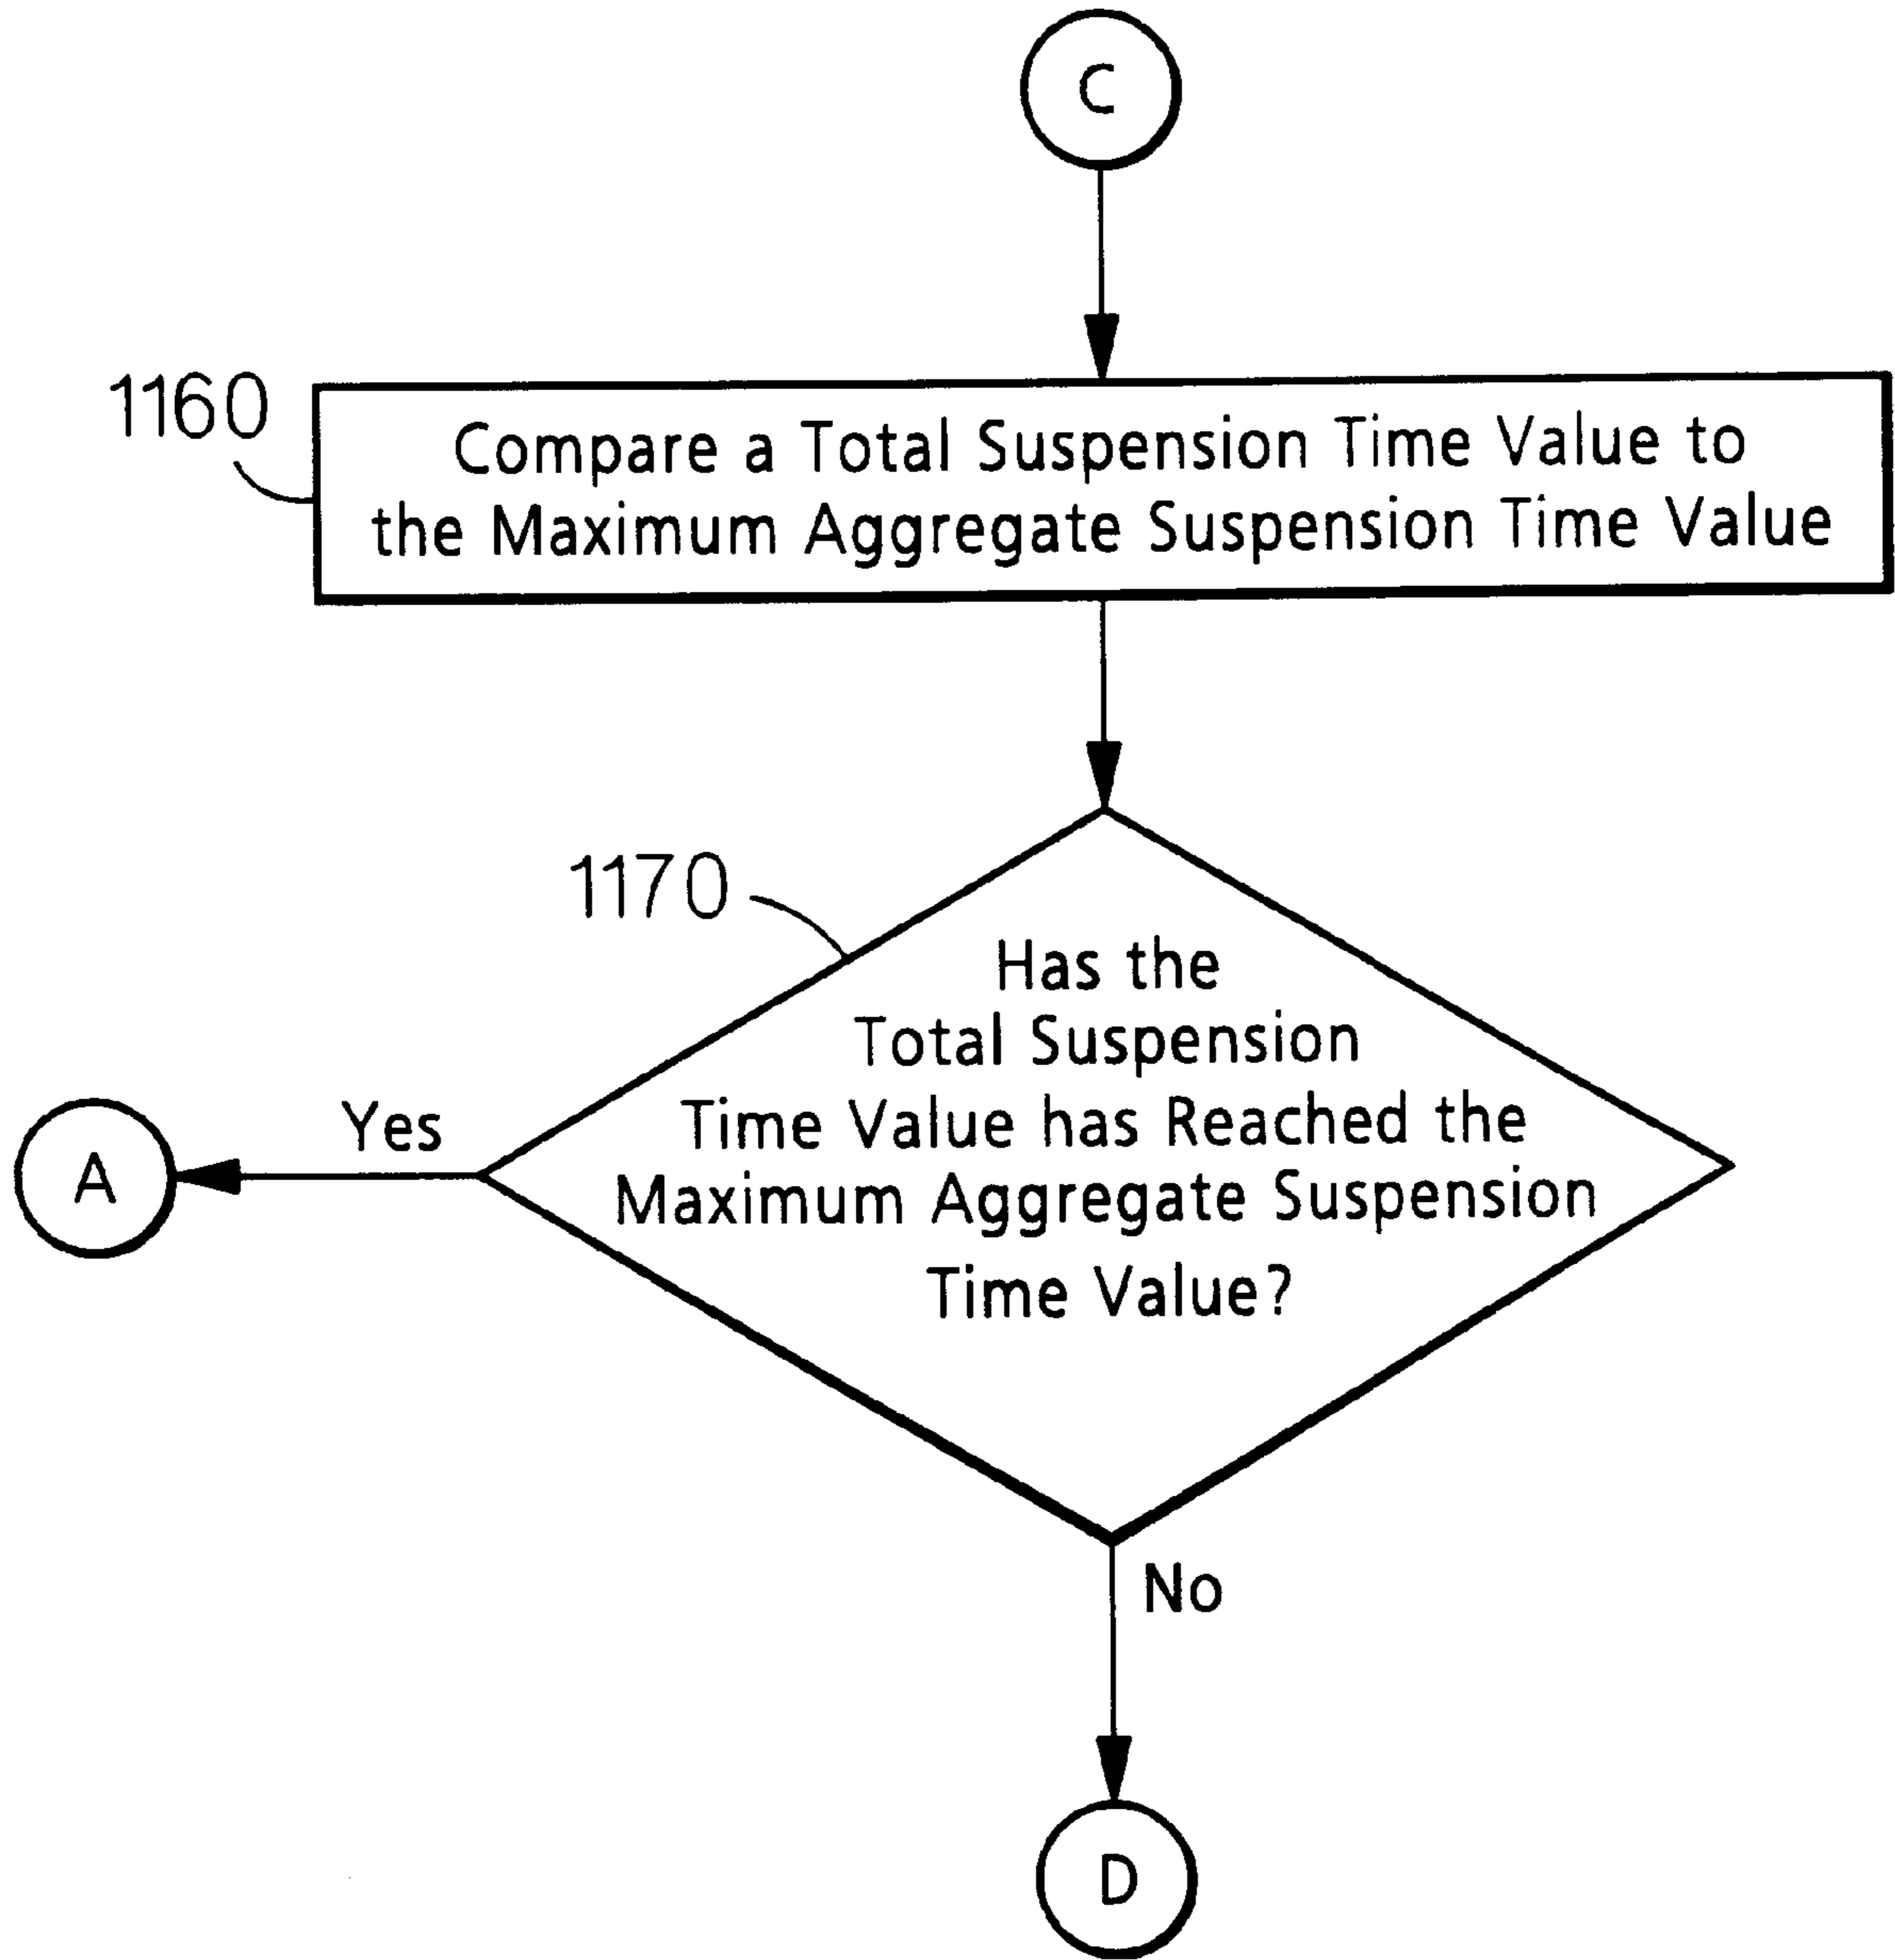 C
1160
Compare a Total Suspension Time Value to
the Maximum Aggregate Suspension Time Value
1170
Has the
Total Suspension
Time Value has Reached the
Maximum Aggregate Suspension
Time Value?
Yes
A
No
D